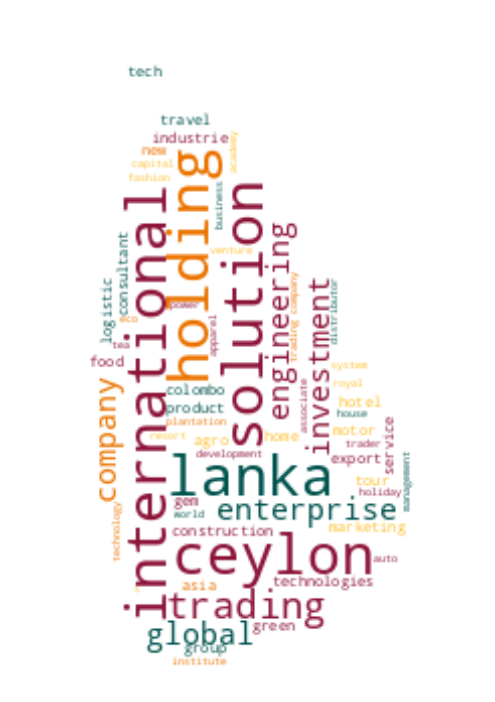 tech
travel
industrie
new
academy
capital
fashion
holding
business
solution
international
engineering
consultant
venture
logistic
trading company
investment
distributor
power
eco
apparel
tea
food
system
company
associate
royal
colombo
hotel
product
house
plantation
motor
service
resort
agro
home
trader
development
export
lanka
management
tour
holiday
gem
enterprise
world
technology
marketing
construction
ceylon
auto
technologies
asia
trading
green
global
group
institute